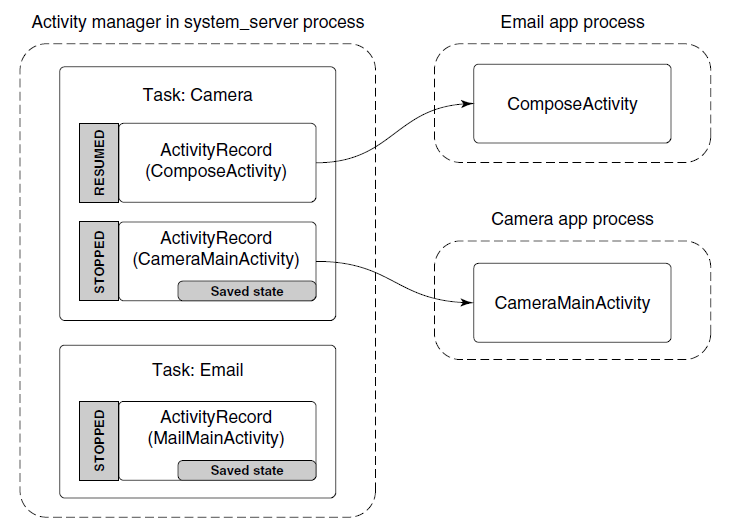 Activity manager in system_server process
Task: Camera
RESUMED
ActivityRecord
(ComposeActivity)
STOPPED
ActivityRecord
(CameraMainActivity)
Saved state
Task: Email
STOPPED
ActivityRecord
(MailMainActivity)
Saved state
Email app process
ComposeActivity
Camera app process
CameraMainActivity